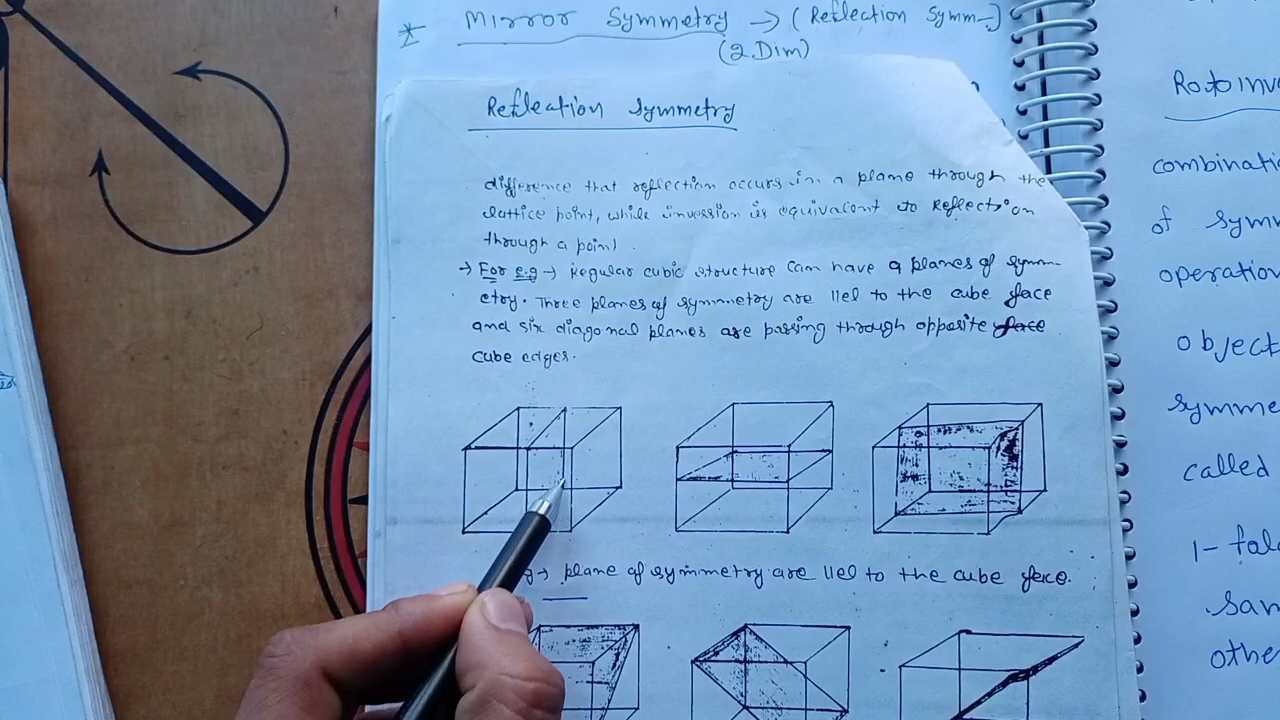 * Mirror Symmetry → (Reflection Symm-]
(2.Dim)
Reflection Symmetry
difference that reflection occurs in a plane through the
lattice point, while inversion is equivalent to Reflection
through a point.
→ For e.g → Regular cubic structure can have 9 planes of symm-
etry. Three planes of symmetry are llel to the cube face
and six diagonal planes are passing through opposite face
cube edges.
→ plane of symmetry are llel to the cube face.
Rotoinv
combinati
of symm
operation
object
symme
called
1-fol
san
othe